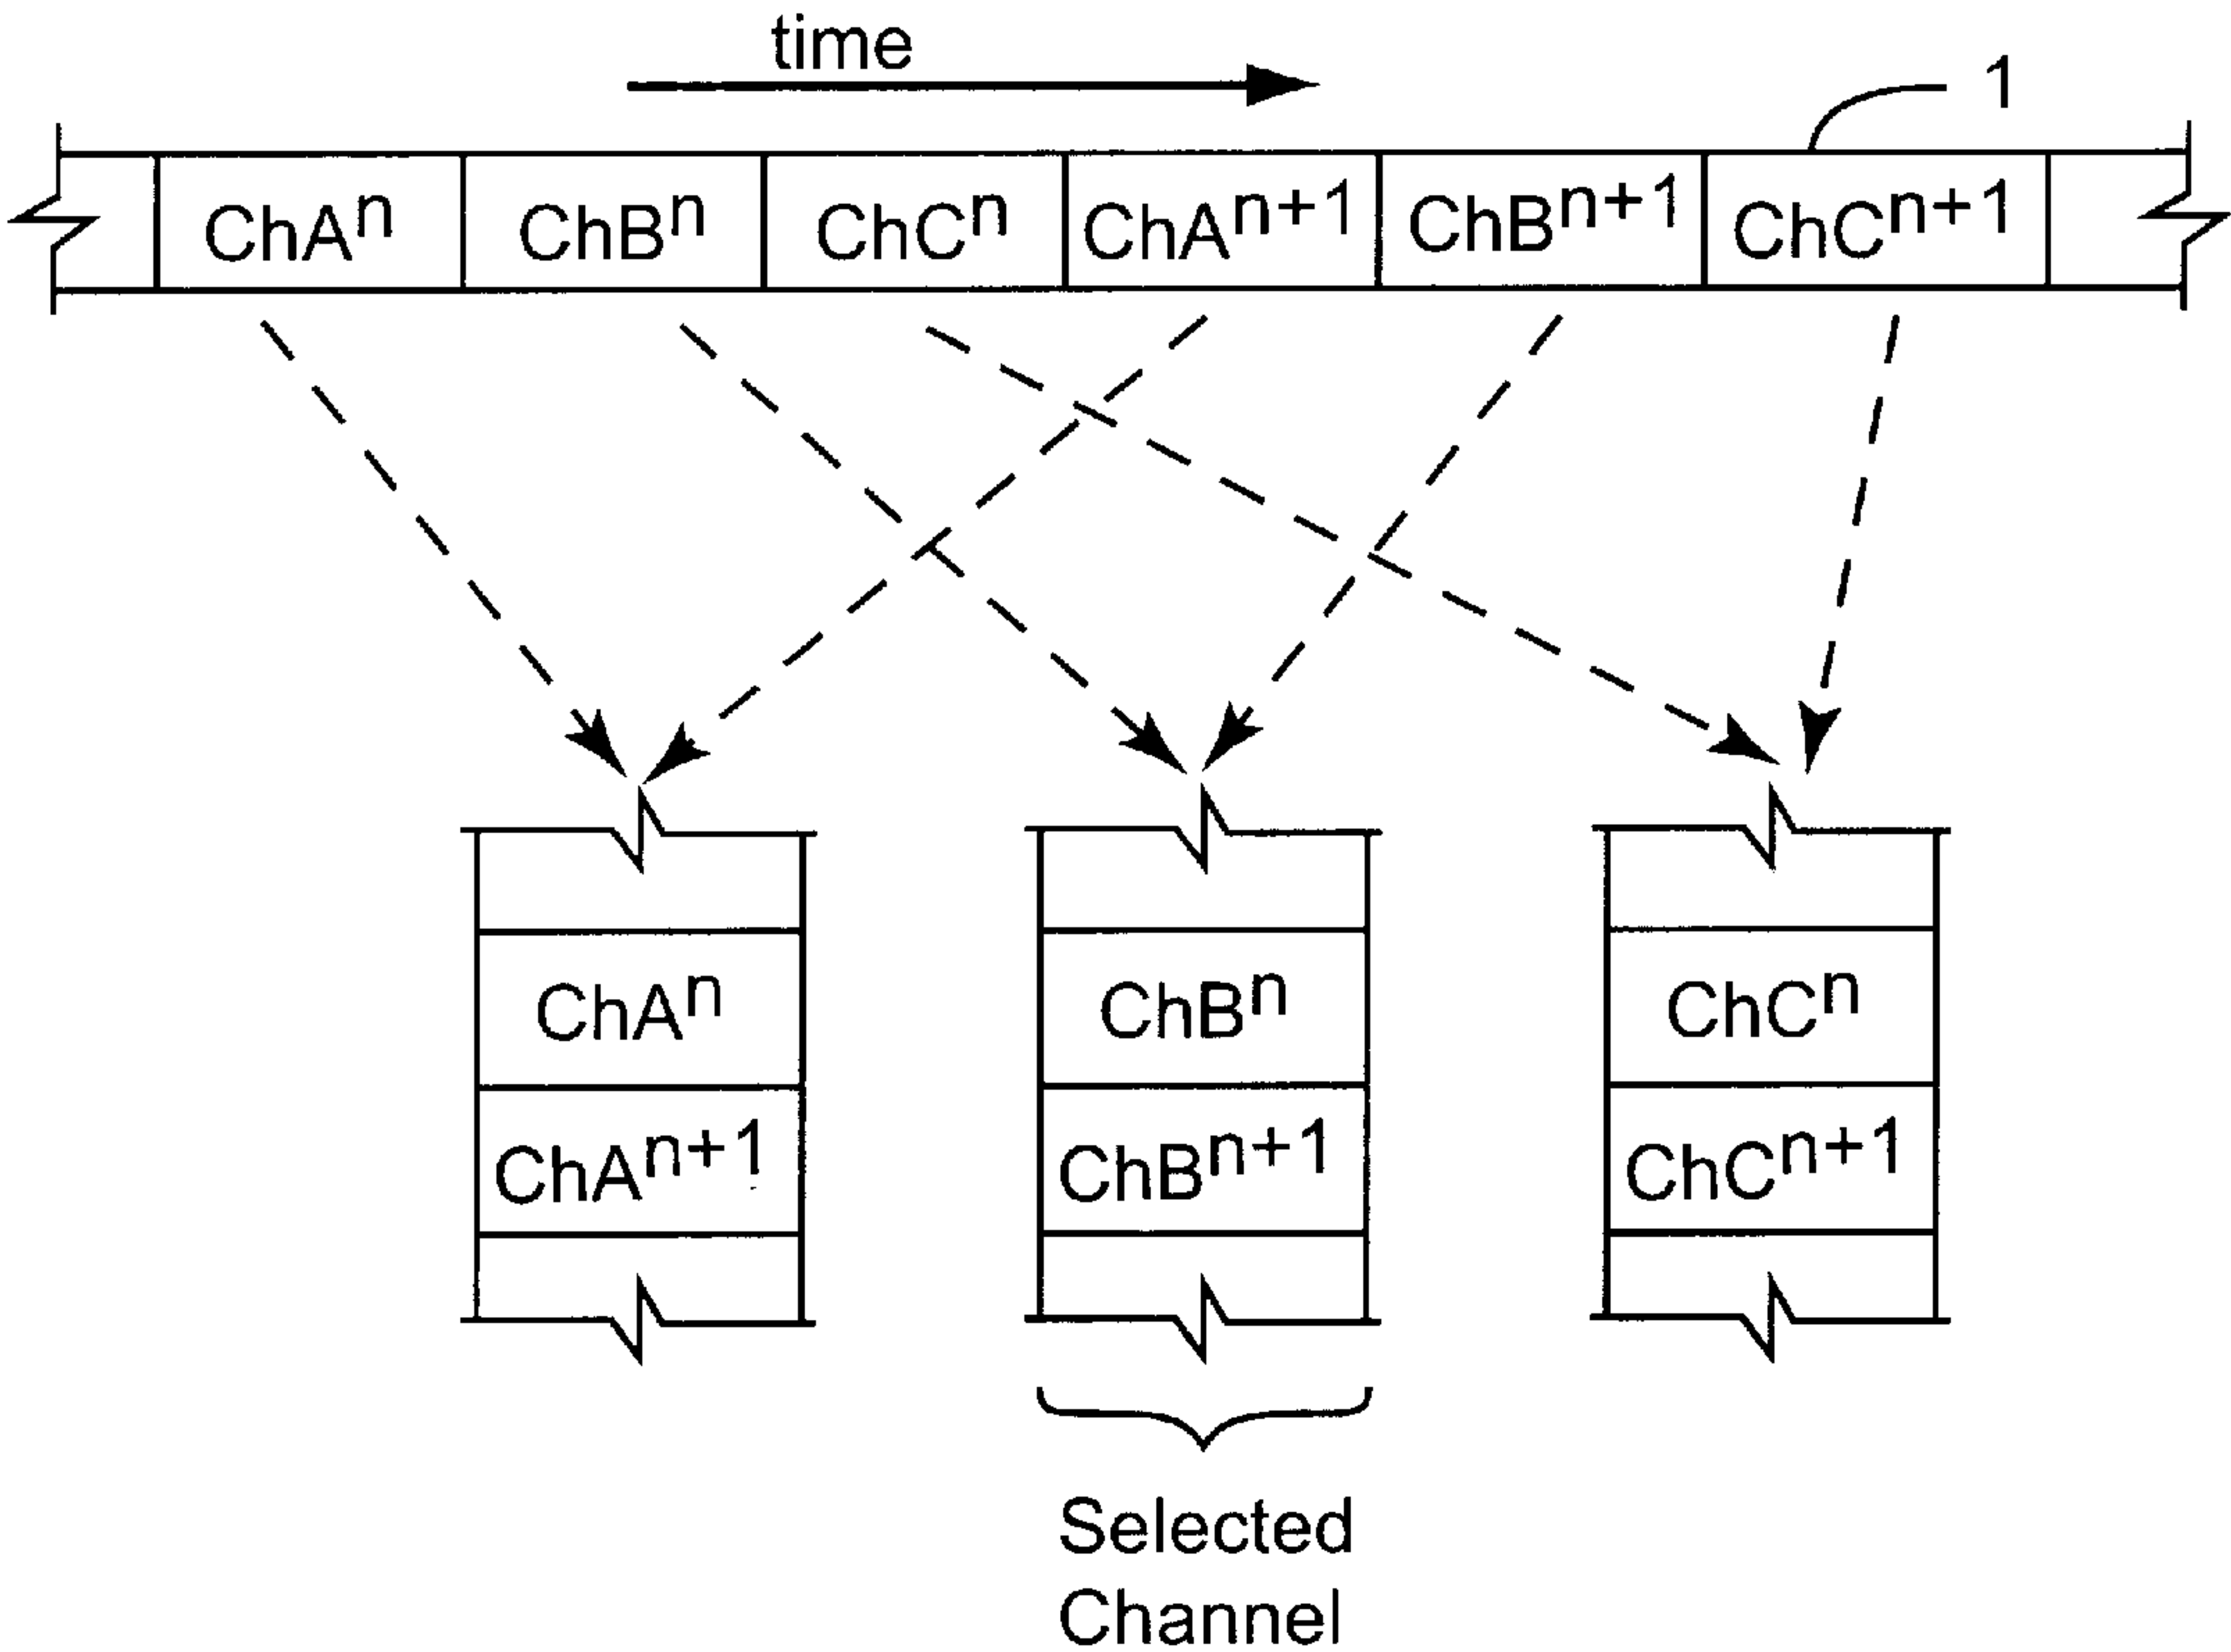 time
1
ChAⁿ ChBⁿ ChCⁿ ChAⁿ⁺¹ ChBⁿ⁺¹ ChCⁿ⁺¹
ChAⁿ ChBⁿ ChCⁿ
ChAⁿ⁺¹ ChBⁿ⁺¹ ChCⁿ⁺¹
Selected
Channel